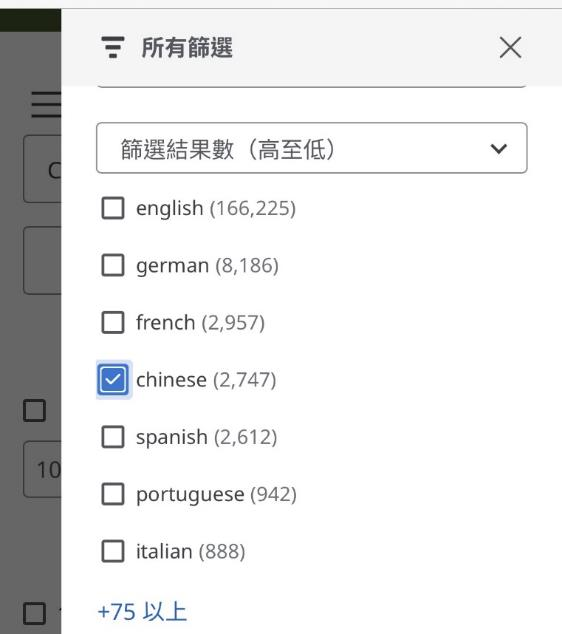 所有篩選
篩選結果數（高至低）
english (166,225)
german (8,186)
french (2,957)
chinese (2,747)
spanish (2,612)
portuguese (942)
italian (888)
+75 以上
C
10